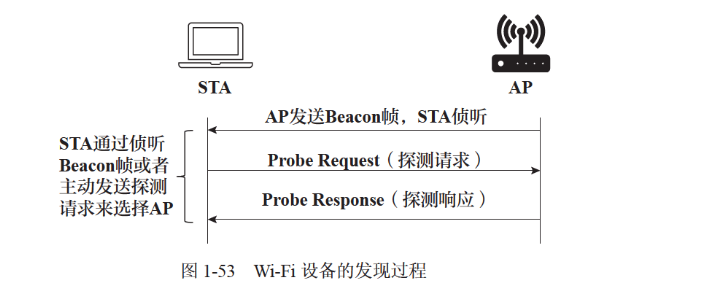 STA
AP
AP发送Beacon帧，STA侦听
STA通过侦听
Beacon帧或者
主动发送探测
请求来选择AP
Probe Request（探测请求）
Probe Response（探测响应）
图 1-53 Wi-Fi 设备的发现过程